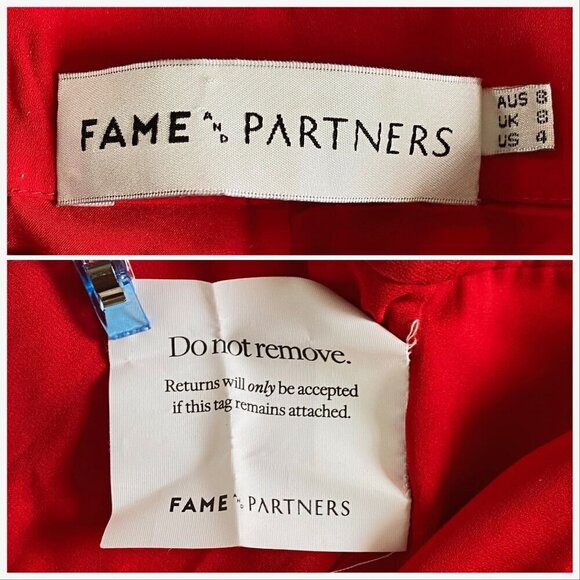 FAME AND PARTNERS
AUS 8
UK 8
US 4
Do not remove.
Returns will only be accepted
if this tag remains attached.
FAME AND PARTNERS